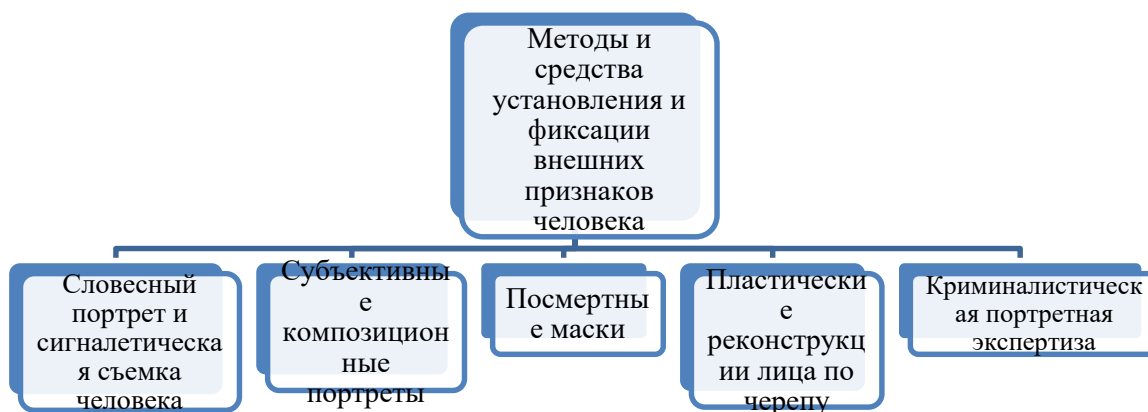 Методы и
средства
установления и
фиксации
внешних
признаков
человека
Словесный
портрет и
сигналетическа
я съемка
человека
Субъективны
е
композицион
ные
портреты
Посмертны
е маски
Пластически
е
реконструкц
ии лица по
черепу
Криминалистическ
ая портретная
экспертиза